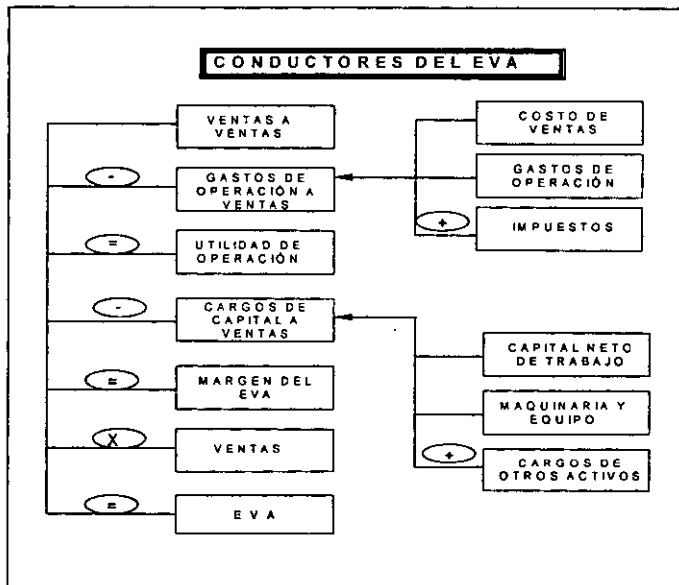 CONDUCTORES DEL EVA
VENTAS A
VENTAS
-
GASTOS DE
OPERACIÓN A
VENTAS
=
UTILIDAD DE
OPERACIÓN
-
CARGOS DE
CAPITAL A
VENTAS
=
MARGEN DEL
EVA
X
VENTAS
=
EVA
COSTO DE
VENTAS
GASTOS DE
OPERACIÓN
+
IMPUESTOS
CAPITAL NETO
DE TRABAJO
MAQUINARIA Y
EQUIPO
+
CARGOS DE
OTROS ACTIVOS